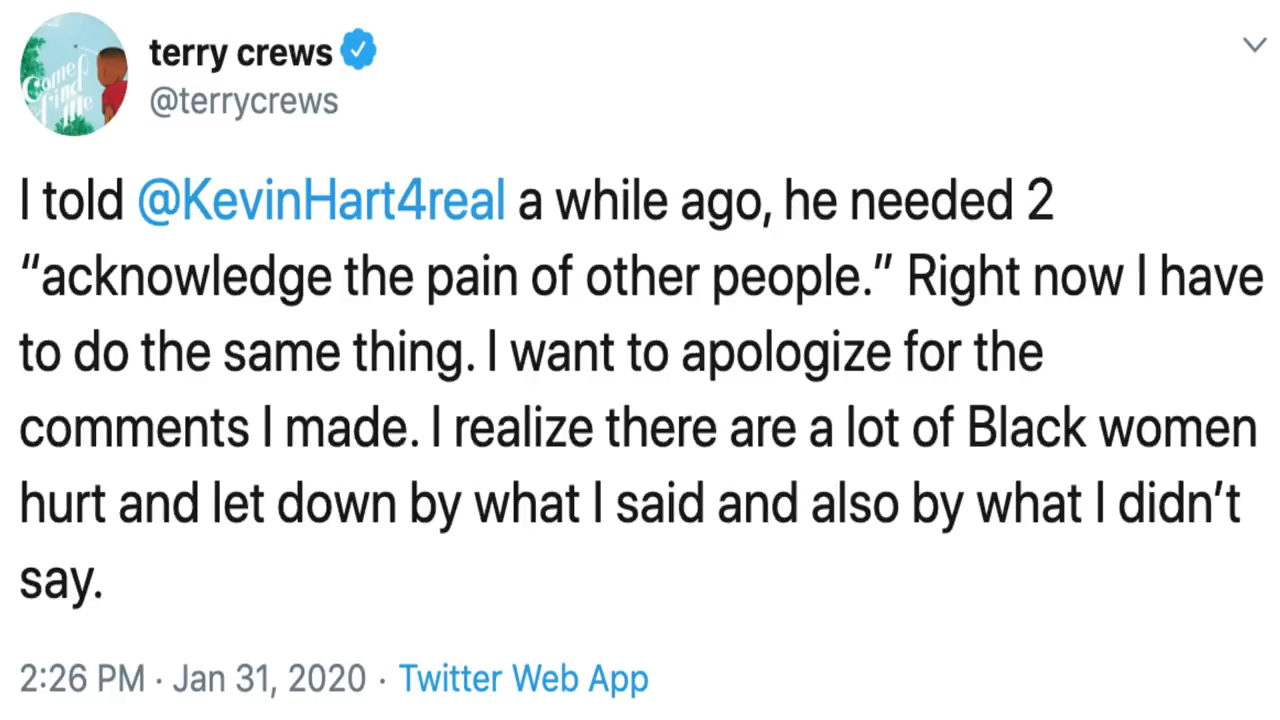 Come
Find
Me
terry crews
@terrycrews
I told @KevinHart4real a while ago, he needed 2
“acknowledge the pain of other people.” Right now I have
to do the same thing. I want to apologize for the
comments I made. I realize there are a lot of Black women
hurt and let down by what I said and also by what I didn’t
say.
2:26 PM · Jan 31, 2020 · Twitter Web App